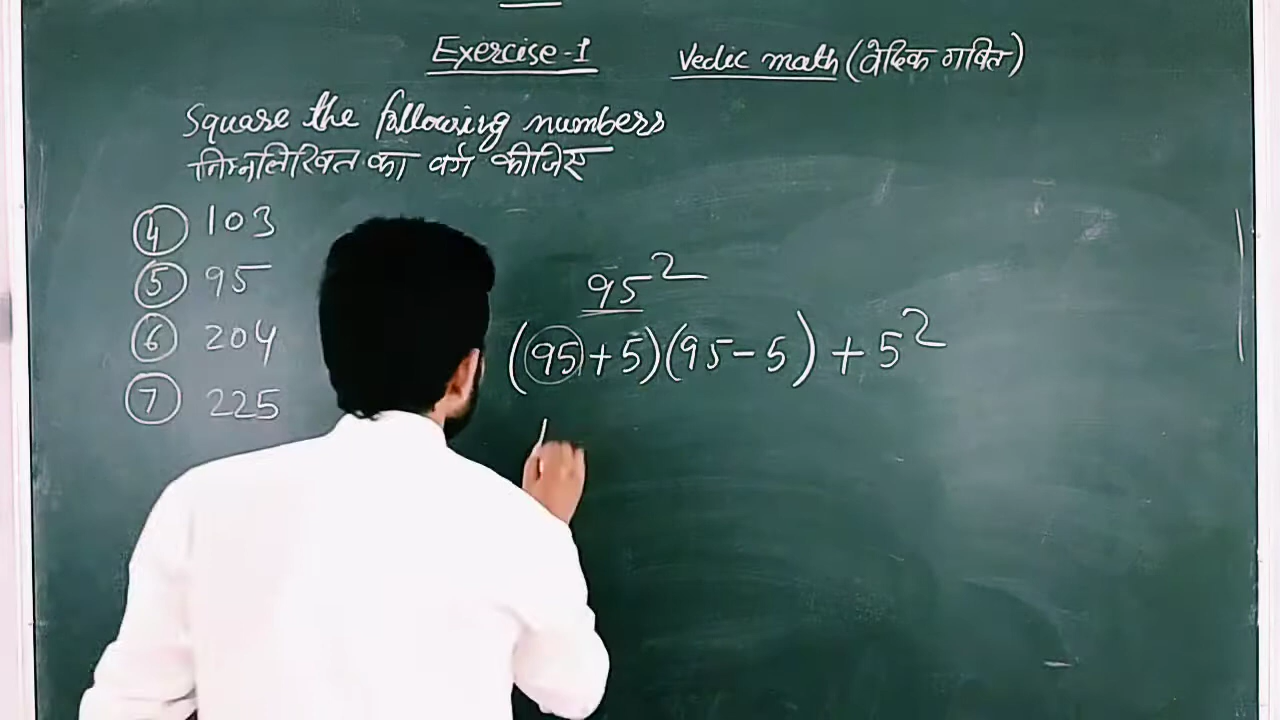 Exercise-1 Vedic math (वैदिक गणित)
Square the following numbers
निम्नलिखित का वर्ग कीजिए
4 103
5 95
6 204
7 225
95²
(95+5)(95-5) + 5²